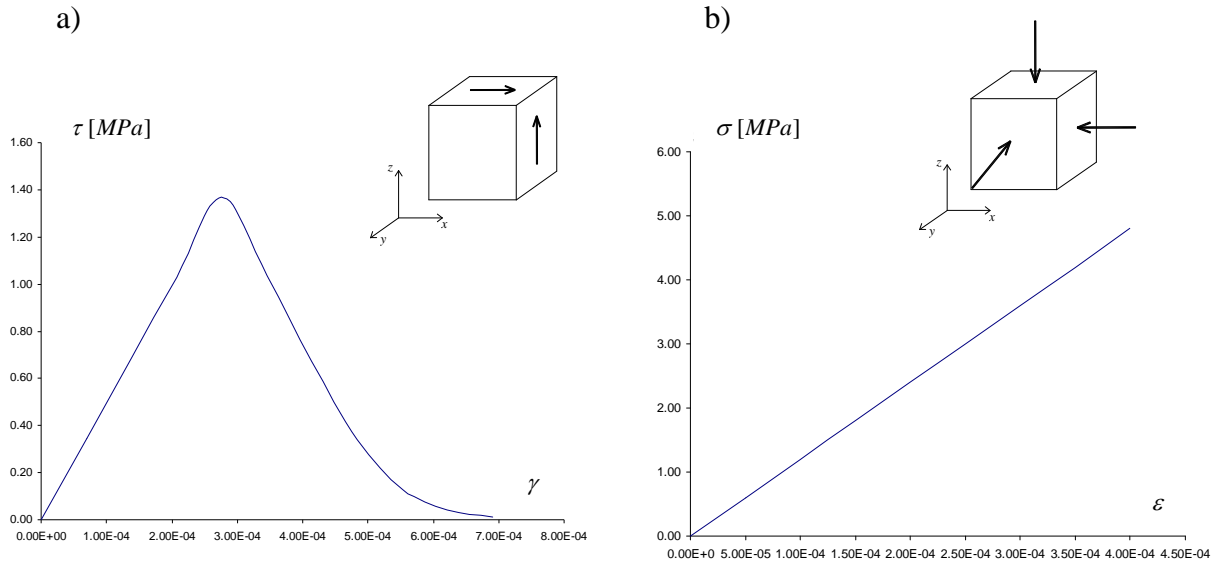 a)
τ [MPa]
1.60
1.40
1.20
1.00
0.80
0.60
0.40
0.20
0.00
0.00E+00 1.00E-04 2.00E-04 3.00E-04 4.00E-04 5.00E-04 6.00E-04 7.00E-04 8.00E-04
γ
z
x
y
b)
σ [MPa]
6.00
5.00
4.00
3.00
2.00
1.00
0.00
0.00E+0 5.00E-05 1.00E-04 1.50E-04 2.00E-04 2.50E-04 3.00E-04 3.50E-04 4.00E-04 4.50E-04
ε
z
x
y